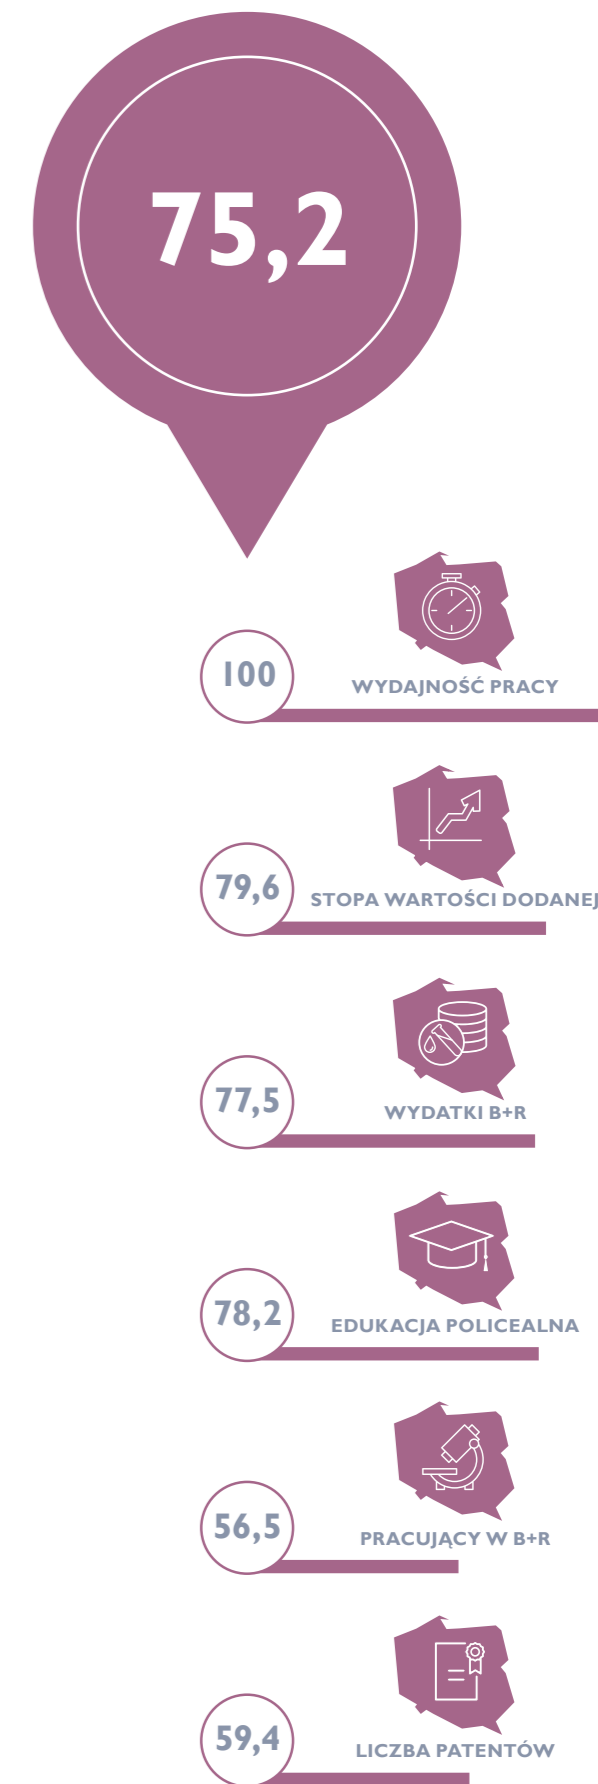 75,2
100
WYDAJNOŚĆ PRACY
79,6
STOPA WARTOŚCI DODANEJ
77,5
WYDATKI B+R
78,2
EDUKACJA POLICEALNA
56,5
PRACUJĄCY W B+R
59,4
LICZBA PATENTÓW